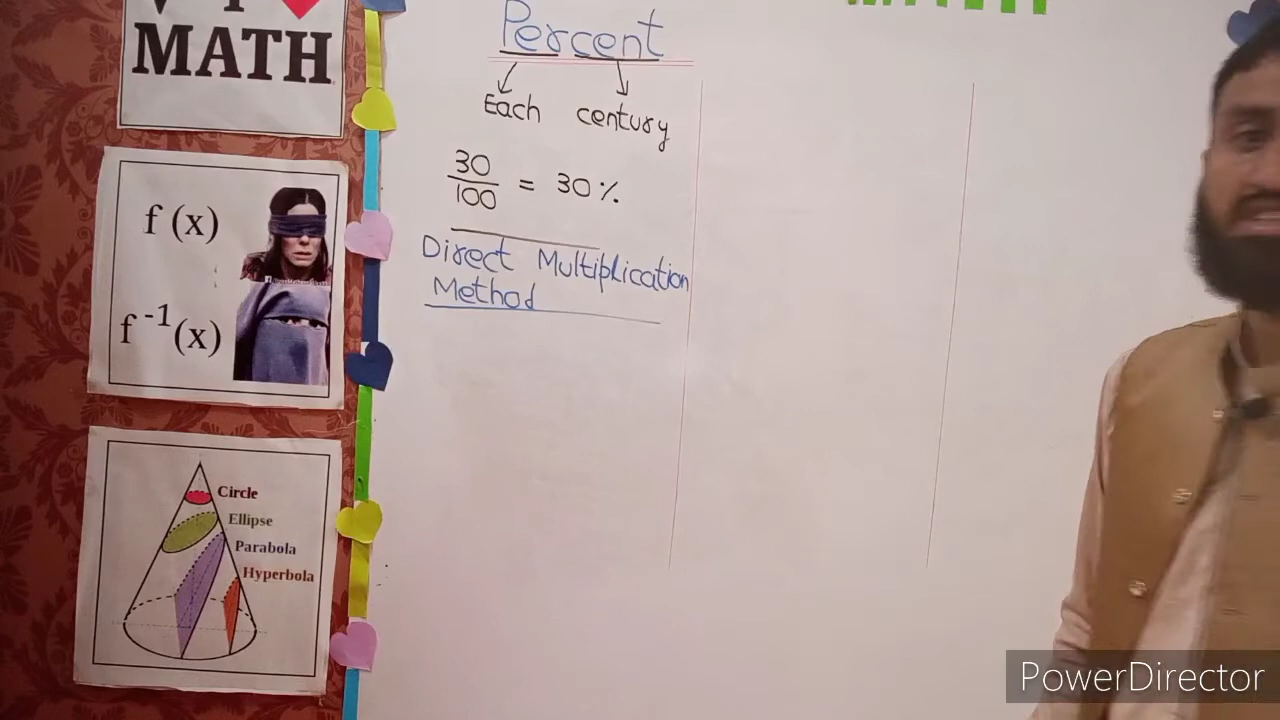 MATH
f (x)
f⁻¹(x)
Circle
Ellipse
Parabola
Hyperbola
Percent
Each century
30/100 = 30%
Direct Multiplication
Method
PowerDirector